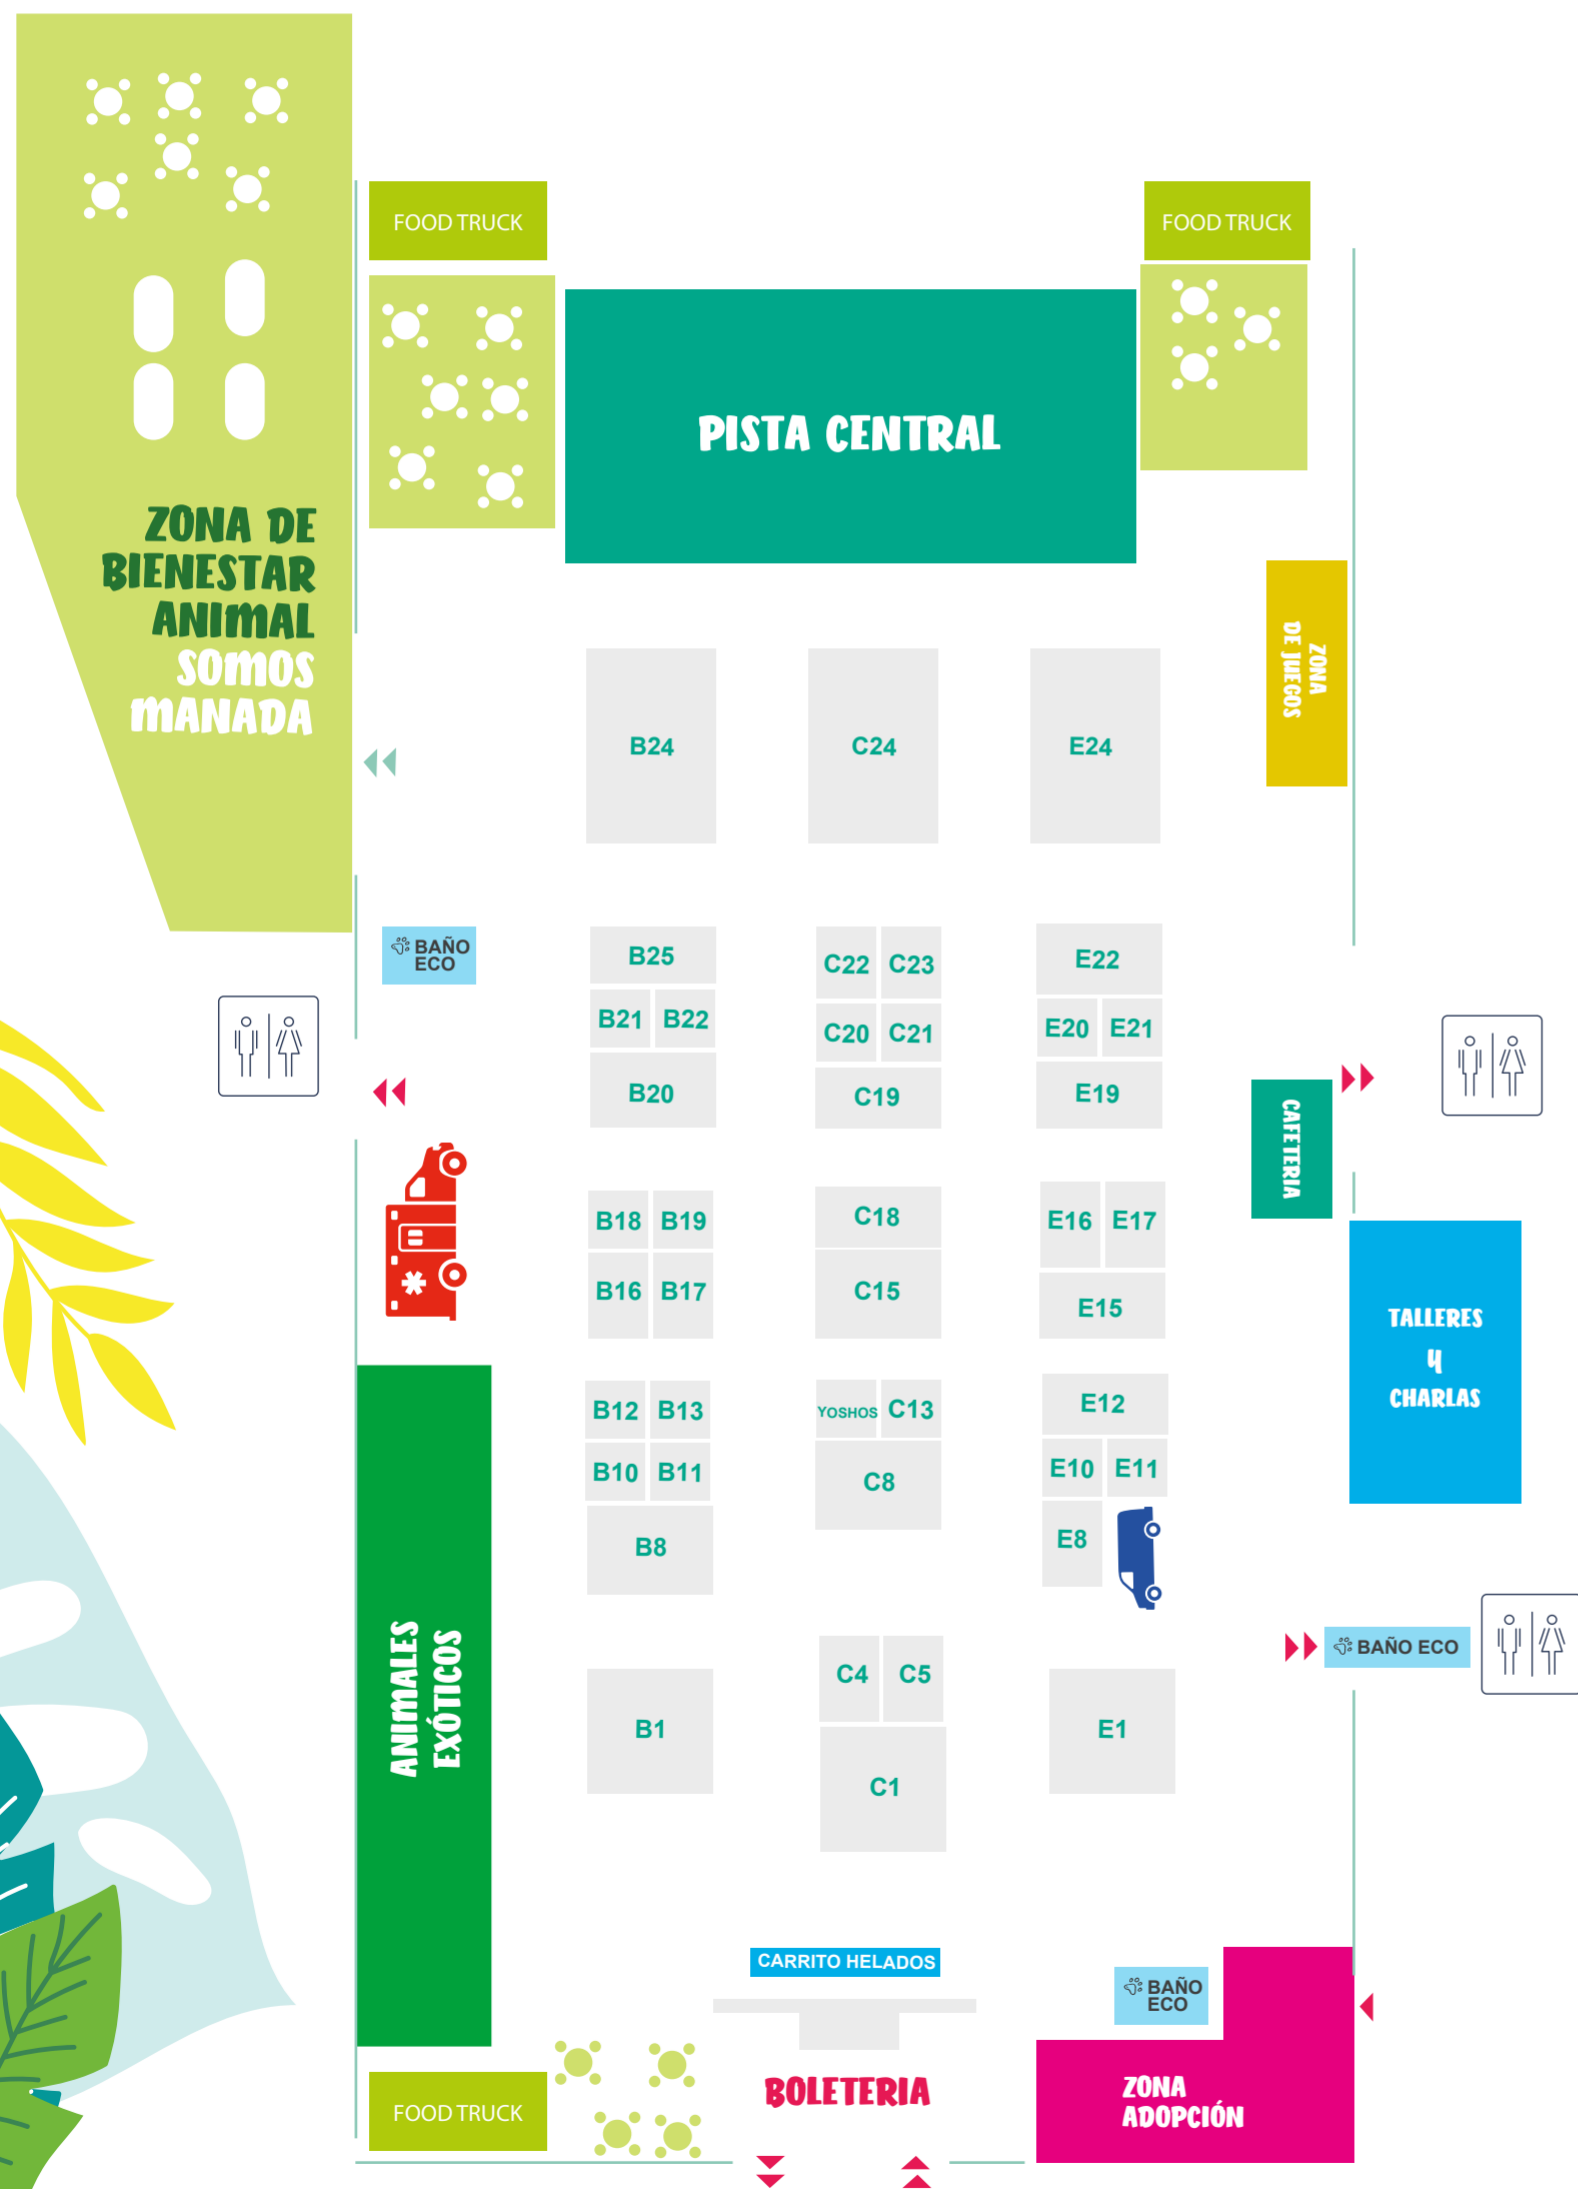 FOOD TRUCK
FOOD TRUCK
PISTA CENTRAL
ZONA DE
BIENESTAR
ANIMAL
SOMOS
MANADA
ZONA
DE JUEGOS
B24
C24
E24
BAÑO
ECO
B25
C22
C23
E22
B21
B22
C20
C21
E20
E21
B20
C19
E19
CAFETERIA
B18
B19
C18
E16
E17
B16
B17
C15
E15
TALLERES
Y
CHARLAS
B12
B13
YOSHOS
C13
E12
B10
B11
C8
E10
E11
B8
E8
ANIMALES
EXÓTICOS
BAÑO ECO
C4
C5
B1
E1
C1
CARRITO HELADOS
BAÑO
ECO
BOLETERIA
ZONA
ADOPCIÓN
FOOD TRUCK